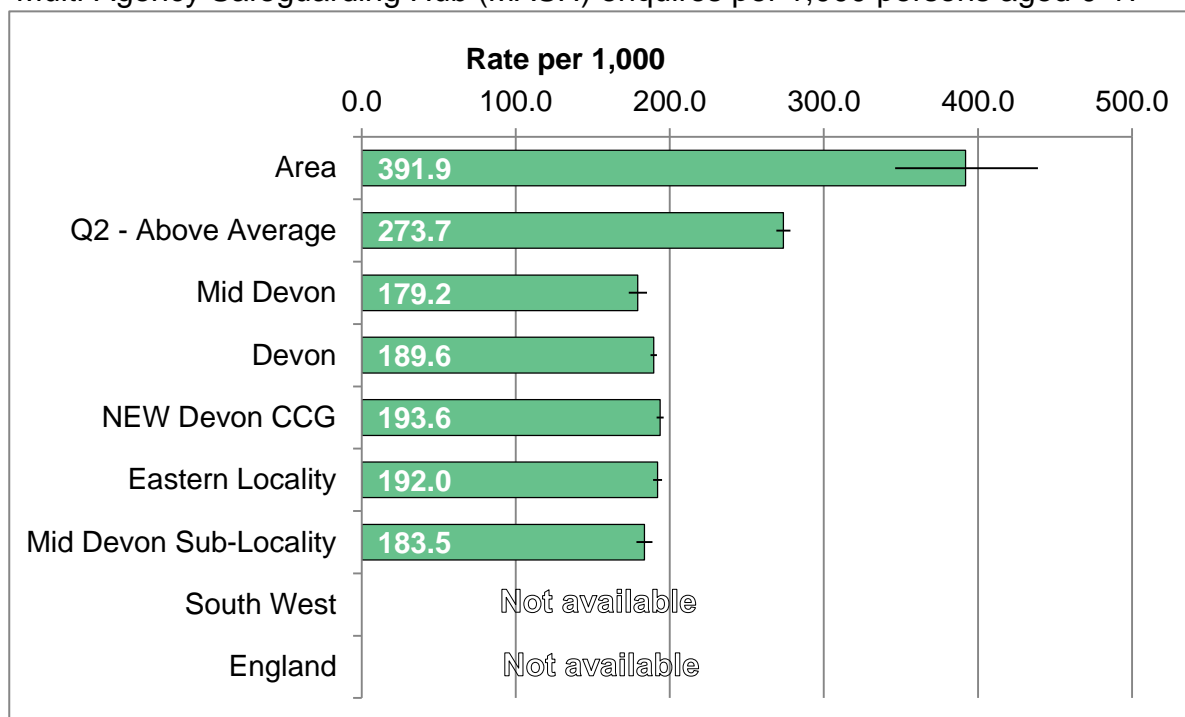 Rate per 1,000
0.0 100.0 200.0 300.0 400.0 500.0
Area 391.9
Q2 - Above Average 273.7
Mid Devon 179.2
Devon 189.6
NEW Devon CCG 193.6
Eastern Locality 192.0
Mid Devon Sub-Locality 183.5
South West Not available
England Not available